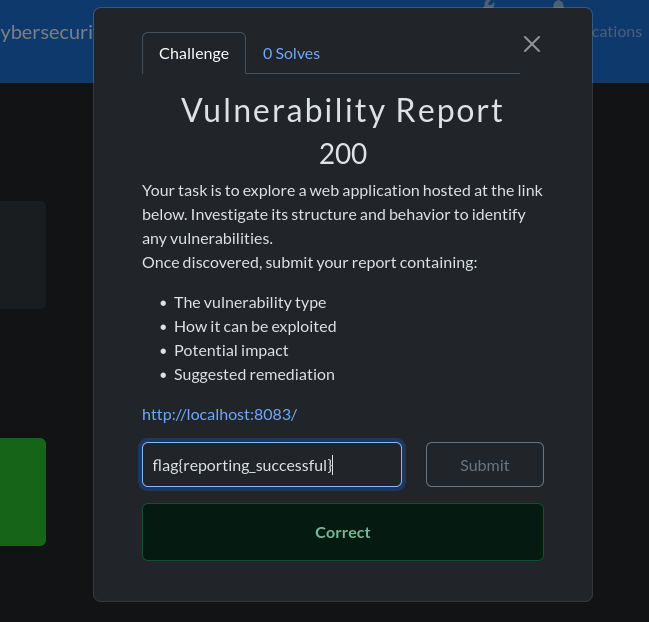 ybersecuri
cations
Challenge
0 Solves
Vulnerability Report
200
Your task is to explore a web application hosted at the link
below. Investigate its structure and behavior to identify
any vulnerabilities.
Once discovered, submit your report containing:
• The vulnerability type
• How it can be exploited
• Potential impact
• Suggested remediation
http://localhost:8083/
flag{reporting_successful}
Submit
Correct